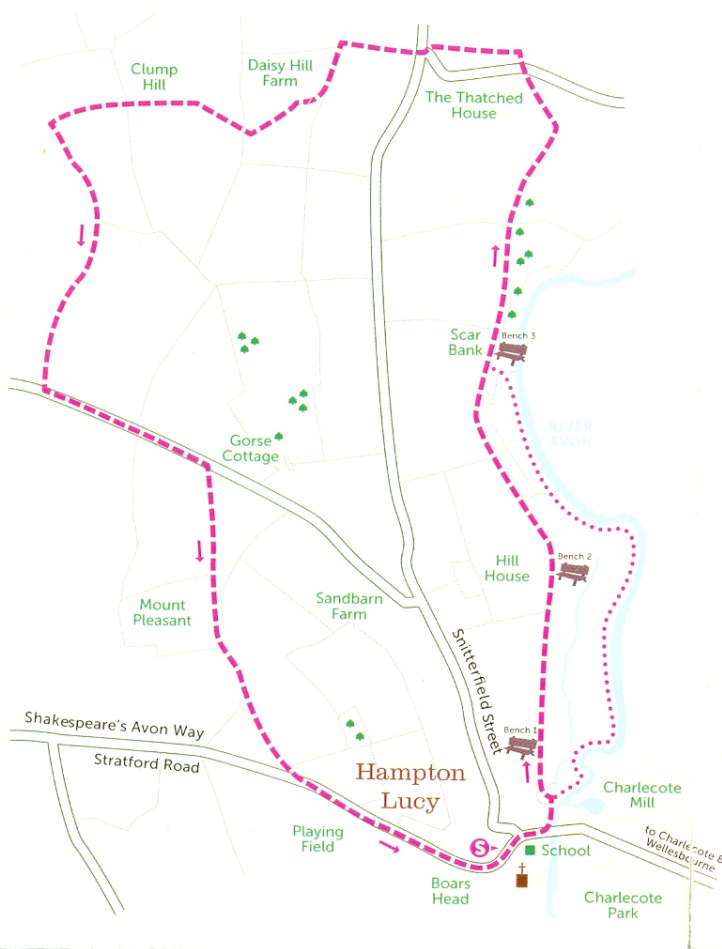 Clump
Hill
Daisy Hill
Farm
The Thatched
House
Scar
Bank
Bench 3
RIVER
AVON
Gorse
Cottage
Hill
House
Bench 2
Mount
Pleasant
Sandbarn
Farm
Snitterfield Street
Bench 1
Shakespeare's Avon Way
Stratford Road
Hampton
Lucy
Charlecote
Mill
Playing
Field
S
School
to Charlecote &
Wellesbourne
Boars
Head
Charlecote
Park